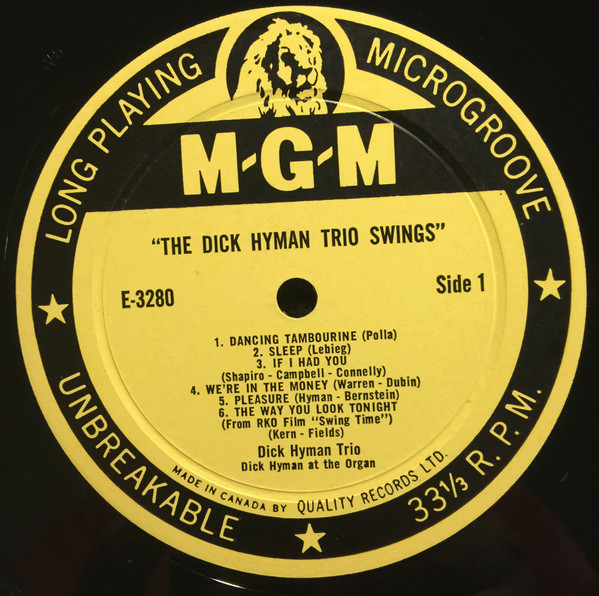 LONG PLAYING
MICROGROOVE
M-G-M
"THE DICK HYMAN TRIO SWINGS"
E-3280
Side 1
1. DANCING TAMBOURINE (Polla)
2. SLEEP (Lebieg)
3. IF I HAD YOU
(Shapiro - Campbell - Connelly)
4. WE'RE IN THE MONEY (Warren - Dubin)
5. PLEASURE (Hyman - Bernstein)
6. THE WAY YOU LOOK TONIGHT
(From RKO Film "Swing Time")
(Kern - Fields)
Dick Hyman Trio
Dick Hyman at the Organ
MADE IN CANADA BY QUALITY RECORDS LTD.
UNBREAKABLE
33⅓ R.P.M.